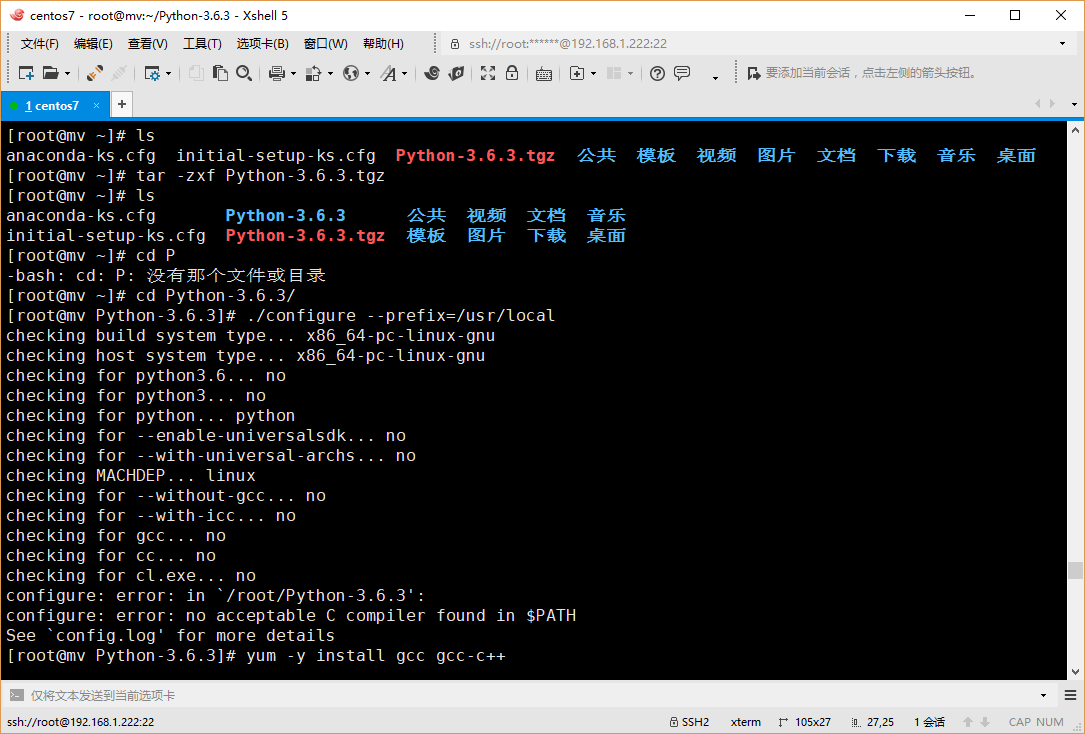 centos7 - root@mv:~/Python-3.6.3 - Xshell 5
文件(F) 编辑(E) 查看(V) 工具(T) 选项卡(B) 窗口(W) 帮助(H) ssh://root:******@192.168.1.222:22
要添加当前会话，点击左侧的箭头按钮。
1 centos7 × +
[root@mv ~]# ls
anaconda-ks.cfg initial-setup-ks.cfg Python-3.6.3.tgz 公共 模板 视频 图片 文档 下载 音乐 桌面
[root@mv ~]# tar -zxf Python-3.6.3.tgz
[root@mv ~]# ls
anaconda-ks.cfg Python-3.6.3 公共 视频 文档 音乐
initial-setup-ks.cfg Python-3.6.3.tgz 模板 图片 下载 桌面
[root@mv ~]# cd P
-bash: cd: P: 没有那个文件或目录
[root@mv ~]# cd Python-3.6.3/
[root@mv Python-3.6.3]# ./configure --prefix=/usr/local
checking build system type... x86_64-pc-linux-gnu
checking host system type... x86_64-pc-linux-gnu
checking for python3.6... no
checking for python3... no
checking for python... python
checking for --enable-universalsdk... no
checking for --with-universal-archs... no
checking MACHDEP... linux
checking for --without-gcc... no
checking for --with-icc... no
checking for gcc... no
checking for cc... no
checking for cl.exe... no
configure: error: in `/root/Python-3.6.3':
configure: error: no acceptable C compiler found in $PATH
See `config.log' for more details
[root@mv Python-3.6.3]# yum -y install gcc gcc-c++
仅将文本发送到当前选项卡
ssh://root@192.168.1.222:22 SSH2 xterm 105x27 27,25 1 会话 CAP NUM